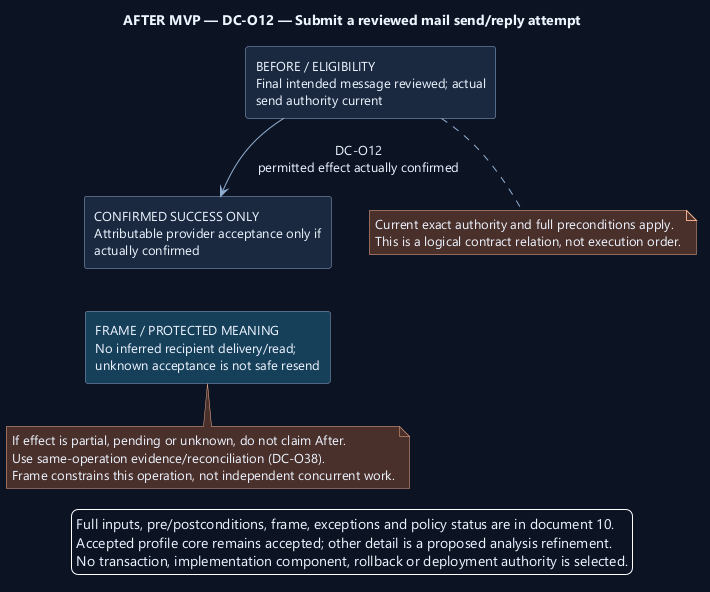 AFTER MVP — DC-O12 — Submit a reviewed mail send/reply attempt
BEFORE / ELIGIBILITY
Final intended message reviewed; actual
send authority current
DC-O12
permitted effect actually confirmed
CONFIRMED SUCCESS ONLY
Attributable provider acceptance only if
actually confirmed
Current exact authority and full preconditions apply.
This is a logical contract relation, not execution order.
FRAME / PROTECTED MEANING
No inferred recipient delivery/read;
unknown acceptance is not safe resend
If effect is partial, pending or unknown, do not claim After.
Use same-operation evidence/reconciliation (DC-O38).
Frame constrains this operation, not independent concurrent work.
Full inputs, pre/postconditions, frame, exceptions and policy status are in document 10.
Accepted profile core remains accepted; other detail is a proposed analysis refinement.
No transaction, implementation component, rollback or deployment authority is selected.